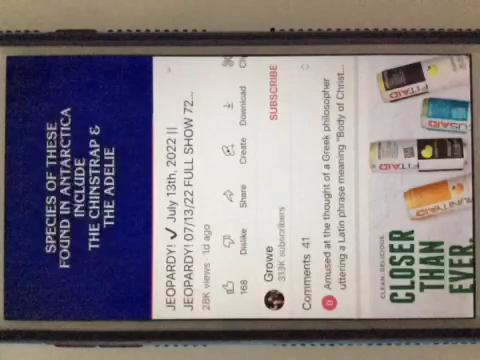 SPECIES OF THESE
FOUND IN ANTARCTICA
INCLUDE
THE CHINSTRAP &
THE ADELIE
JEOPARDY! ✓ July 13th, 2022 ||
JEOPARDY! 07/13/22 FULL SHOW 72...
28K views 1d ago
168
Dislike
Share
Create
Download
Cli
Growe
333K subscribers
SUBSCRIBE
Comments 41
Amused at the thought of a Greek philosopher
uttering a Latin phrase meaning "Body of Christ...
CLEAN. DELICIOUS.
CLOSER
THAN
EVER.
FITAID
FITAID